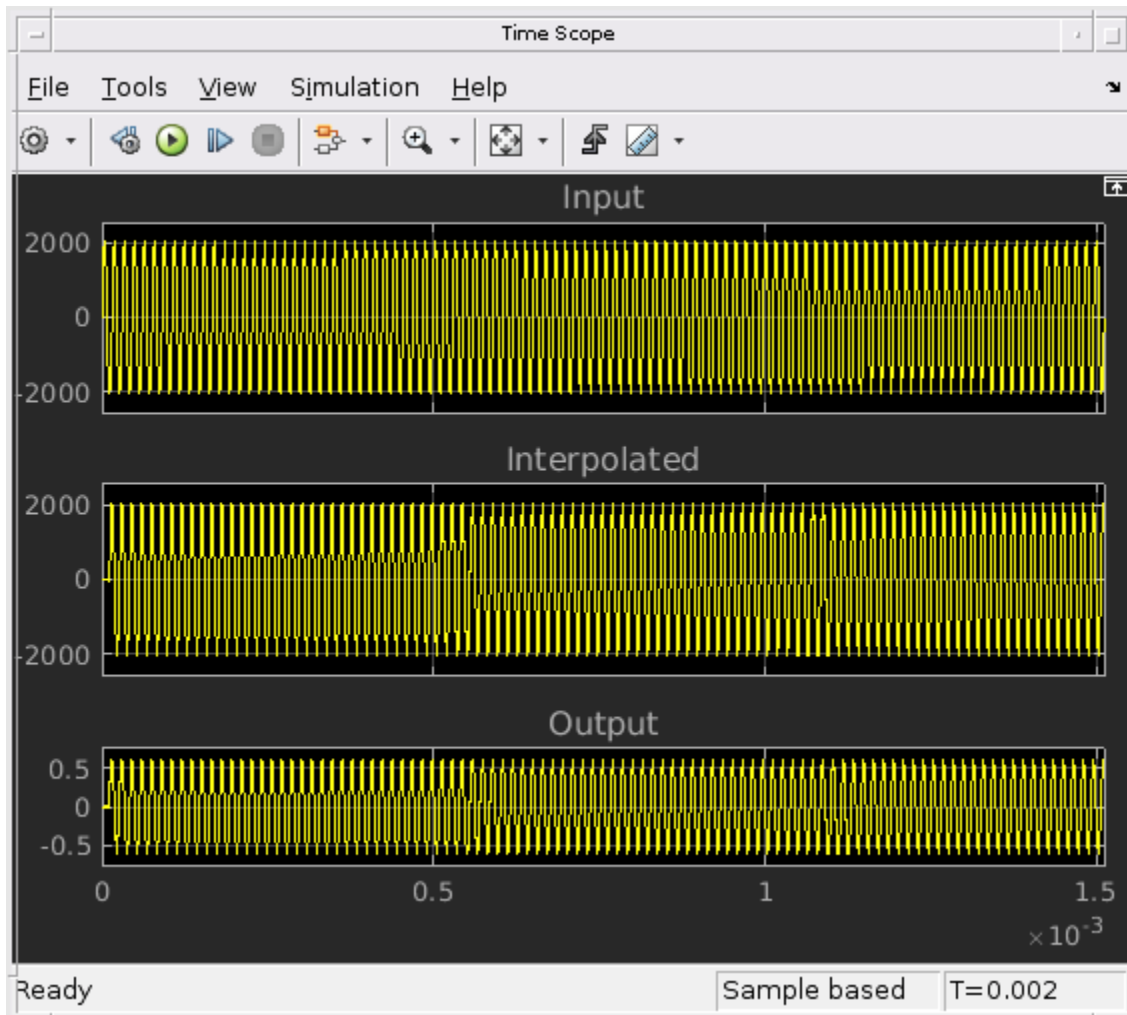 Time Scope
File Tools View Simulation Help
Input
2000
0
-2000
Interpolated
2000
0
-2000
Output
0.5
0
-0.5
0 0.5 1 1.5
×10-3
Ready Sample based T=0.002